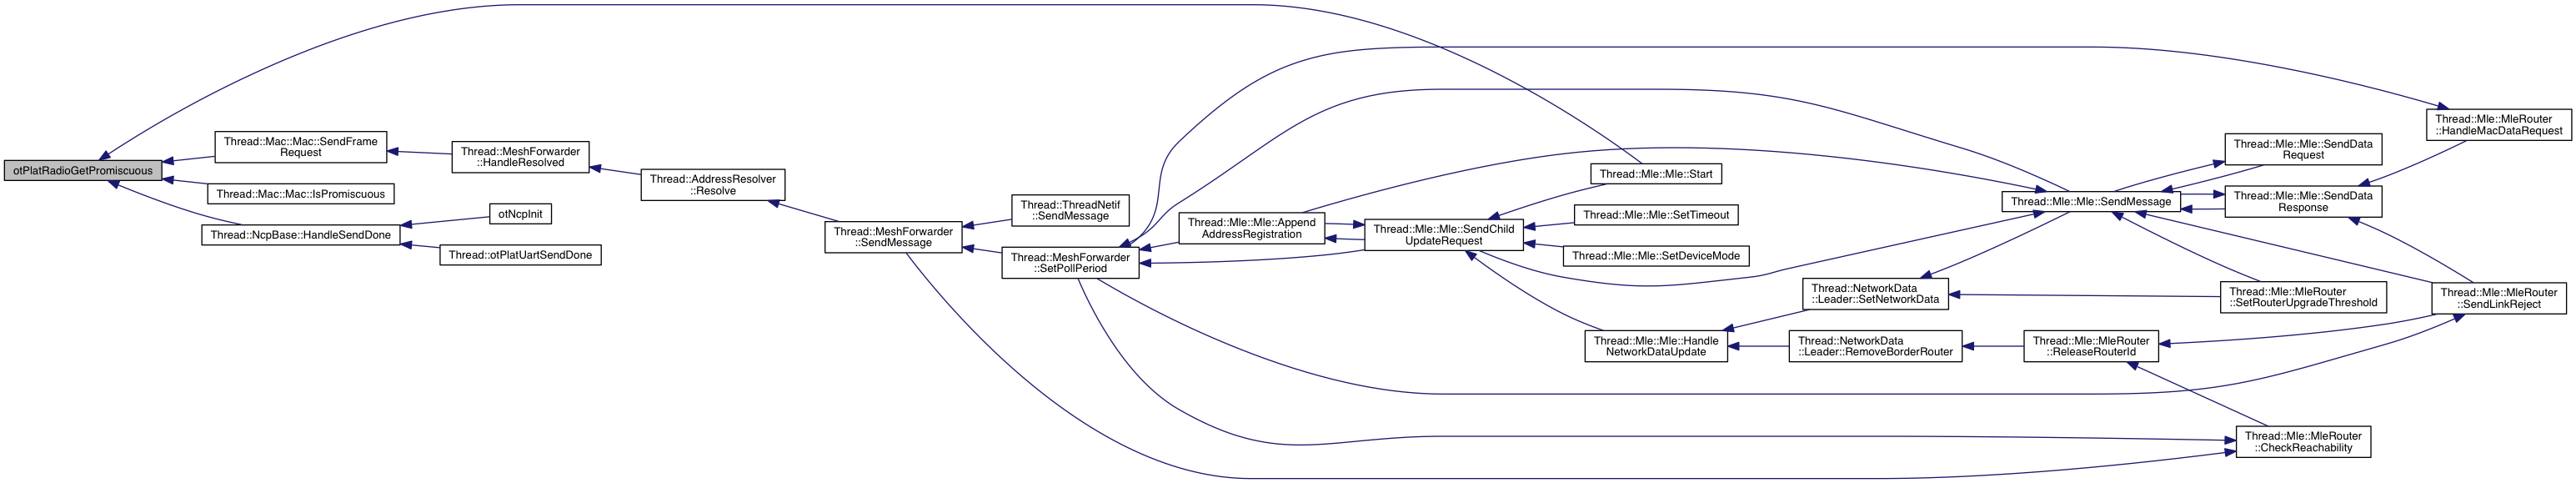 otPlatRadioGetPromiscuous
Thread::Mac::Mac::SendFrame
Request
Thread::Mac::Mac::IsPromiscuous
Thread::NcpBase::HandleSendDone
Thread::MeshForwarder
::HandleResolved
otNcpInit
Thread::otPlatUartSendDone
Thread::AddressResolver
::Resolve
Thread::MeshForwarder
::SendMessage
Thread::ThreadNetif
::SendMessage
Thread::MeshForwarder
::SetPollPeriod
Thread::Mle::Mle::Append
AddressRegistration
Thread::Mle::Mle::SendChild
UpdateRequest
Thread::Mle::Mle::Start
Thread::Mle::Mle::SetTimeout
Thread::Mle::Mle::SetDeviceMode
Thread::Mle::Mle::Handle
NetworkDataUpdate
Thread::NetworkData
::Leader::SetNetworkData
Thread::NetworkData
::Leader::RemoveBorderRouter
Thread::Mle::Mle::SendMessage
Thread::Mle::MleRouter
::ReleaseRouterId
Thread::Mle::Mle::SendData
Request
Thread::Mle::Mle::SendData
Response
Thread::Mle::MleRouter
::SetRouterUpgradeThreshold
Thread::Mle::MleRouter
::CheckReachability
Thread::Mle::MleRouter
::HandleMacDataRequest
Thread::Mle::MleRouter
::SendLinkReject